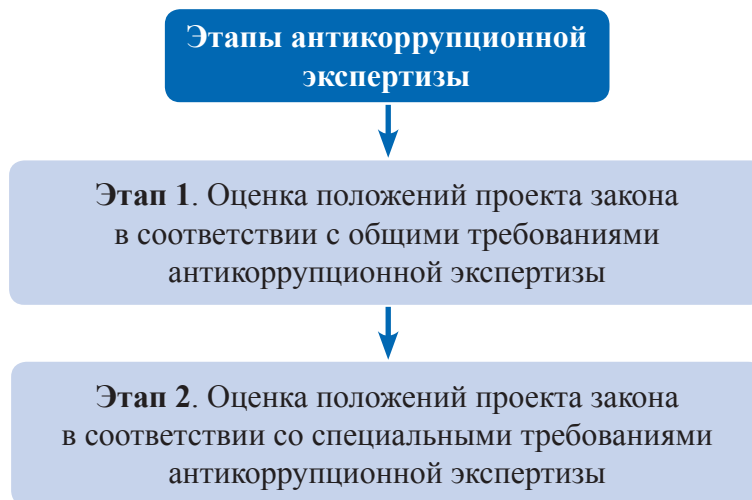 Этапы антикоррупционной
экспертизы
Этап 1. Оценка положений проекта закона
в соответствии с общими требованиями
антикоррупционной экспертизы
Этап 2. Оценка положений проекта закона
в соответствии со специальными требованиями
антикоррупционной экспертизы